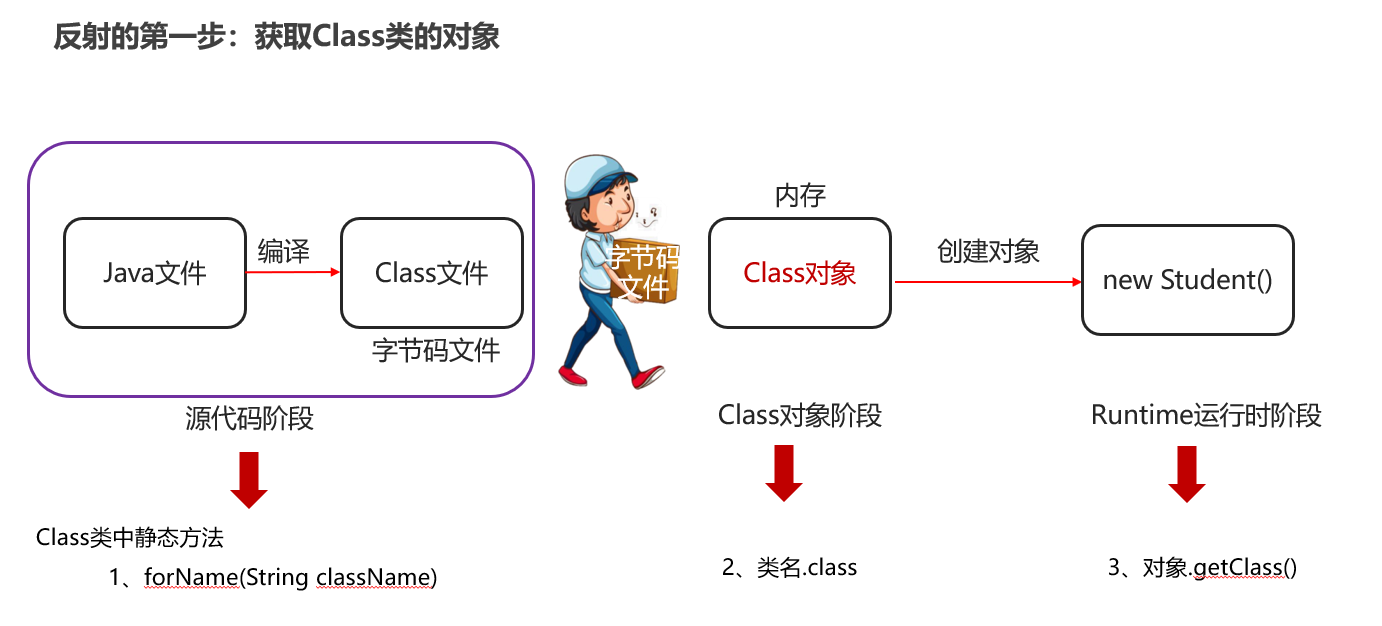 反射的第一步：获取Class类的对象
内存
Java文件
编译
Class文件
字节码
文件
Class对象
创建对象
new Student()
字节码文件
源代码阶段
Class对象阶段
Runtime运行时阶段
Class类中静态方法
1、forName(String className)
2、类名.class
3、对象.getClass()